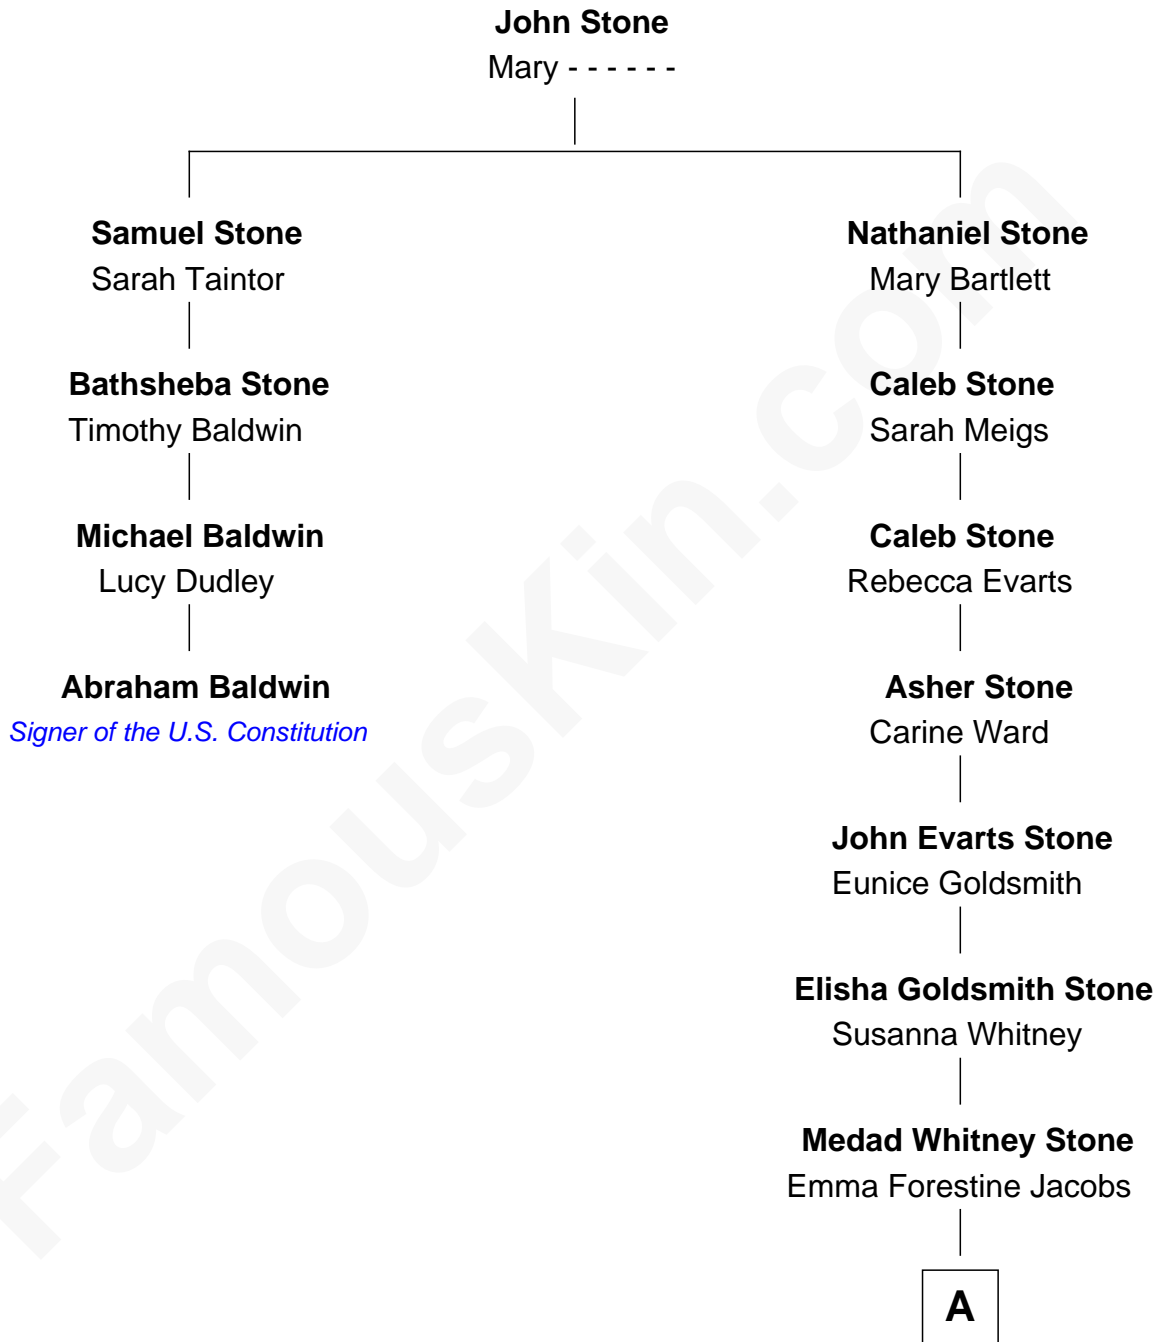 John Stone
Mary - - - - - -
Samuel Stone
Sarah Taintor
Nathaniel Stone
Mary Bartlett
Bathsheba Stone
Timothy Baldwin
Caleb Stone
Sarah Meigs
Michael Baldwin
Lucy Dudley
Caleb Stone
Rebecca Evarts
Abraham Baldwin
Signer of the U.S. Constitution
Asher Stone
Carine Ward
John Evarts Stone
Eunice Goldsmith
Elisha Goldsmith Stone
Susanna Whitney
Medad Whitney Stone
Emma Forestine Jacobs
A
FamousKin.com